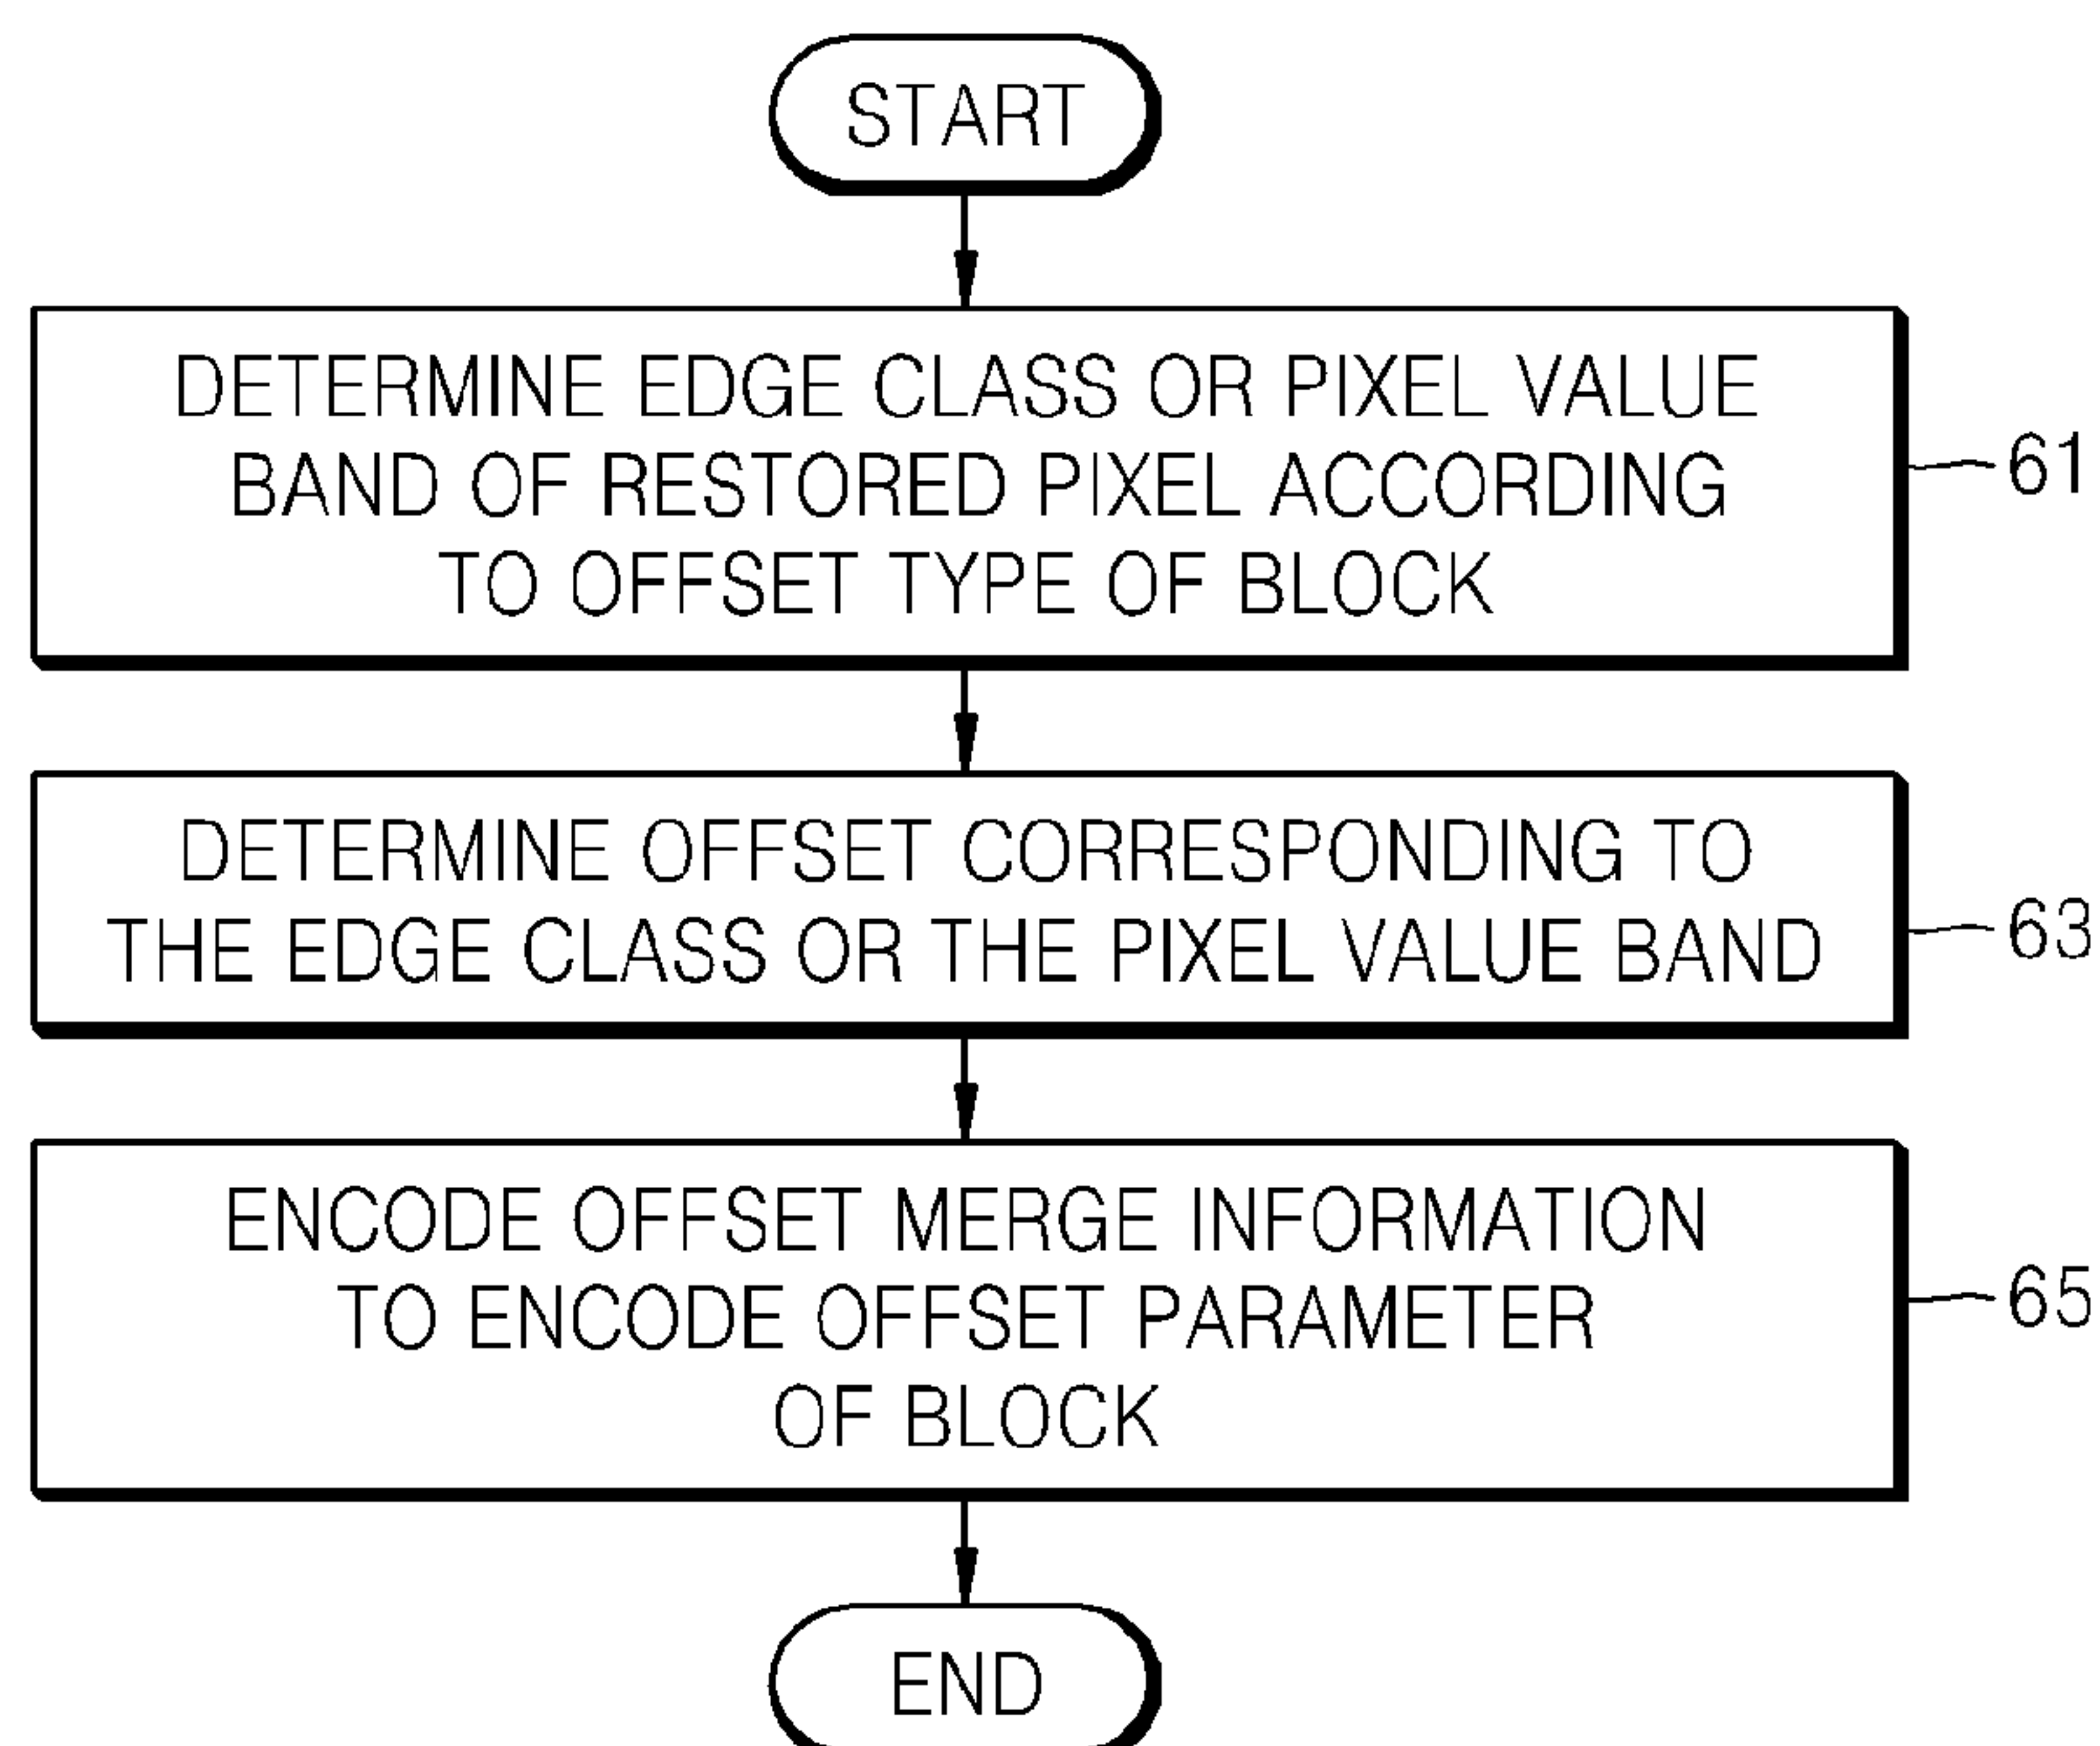 START
DETERMINE EDGE CLASS OR PIXEL VALUE
BAND OF RESTORED PIXEL ACCORDING
TO OFFSET TYPE OF BLOCK
61
DETERMINE OFFSET CORRESPONDING TO
THE EDGE CLASS OR THE PIXEL VALUE BAND
63
ENCODE OFFSET MERGE INFORMATION
TO ENCODE OFFSET PARAMETER
OF BLOCK
65
END